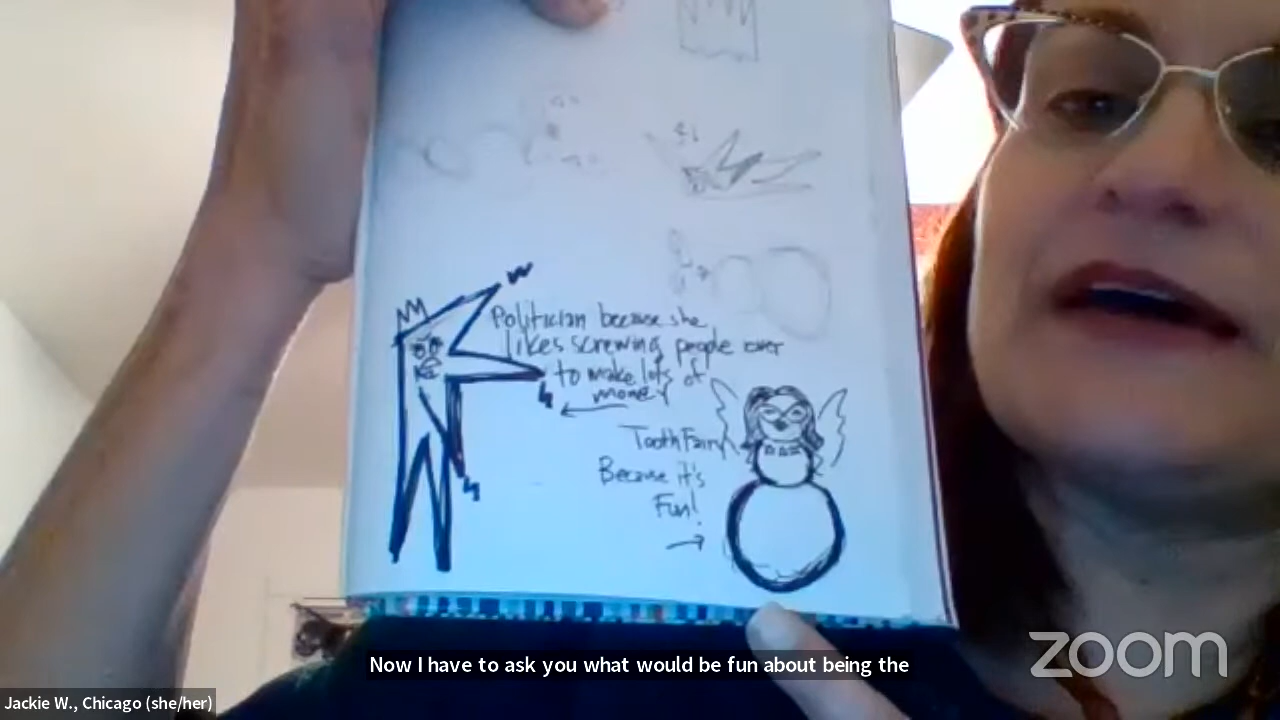 Politician because she
likes screwing people over
to make lots of
money
Tooth Fairy
Because it's
Fun!
Now I have to ask you what would be fun about being the
zoom
Jackie W., Chicago (she/her)